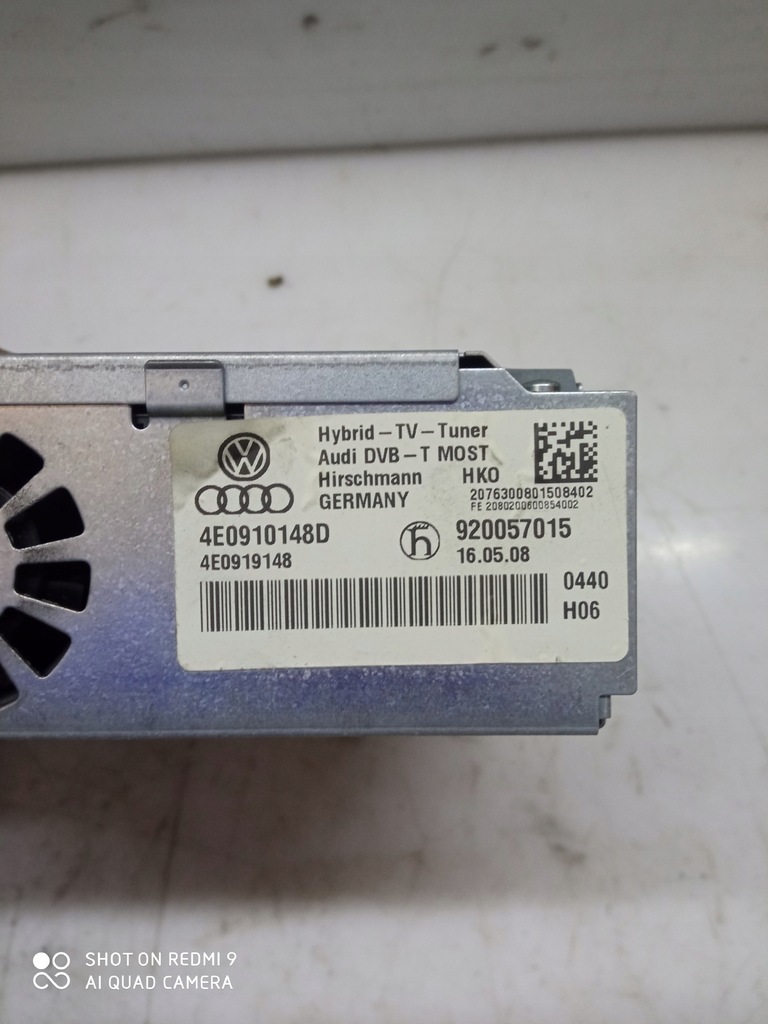 Hybrid-TV-Tuner
Audi DVB-T MOST
Hirschmann HKO
GERMANY
2076300801508402
FE 2080200600854002
4E0910148D
4E0919148
h
920057015
16.05.08
0440
H06
SHOT ON REDMI 9
AI QUAD CAMERA